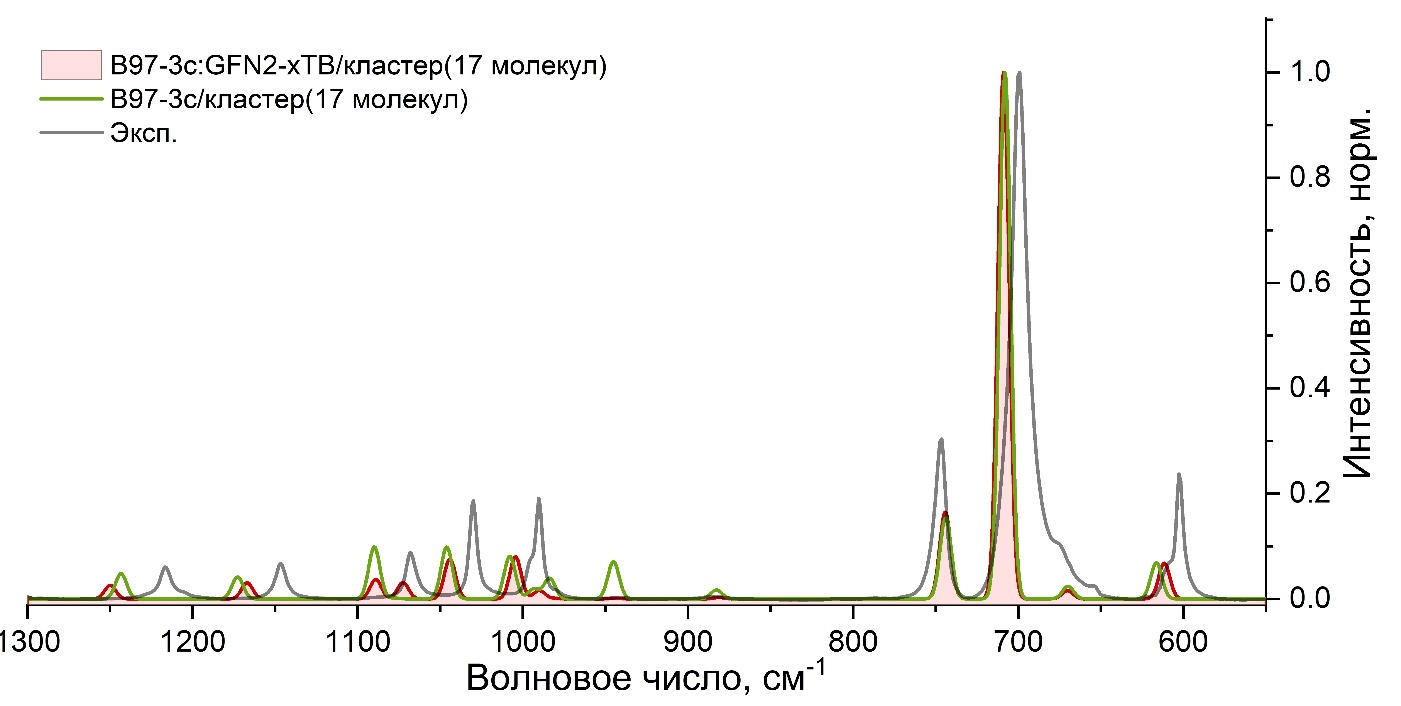 B97-3c:GFN2-xTB/кластер(17 молекул)
B97-3c/кластер(17 молекул)
Эксп.
1.0
0.8
0.6
0.4
0.2
0.0
Интенсивность, норм.
1300 1200 1100 1000 900 800 700 600
Волновое число, см-1